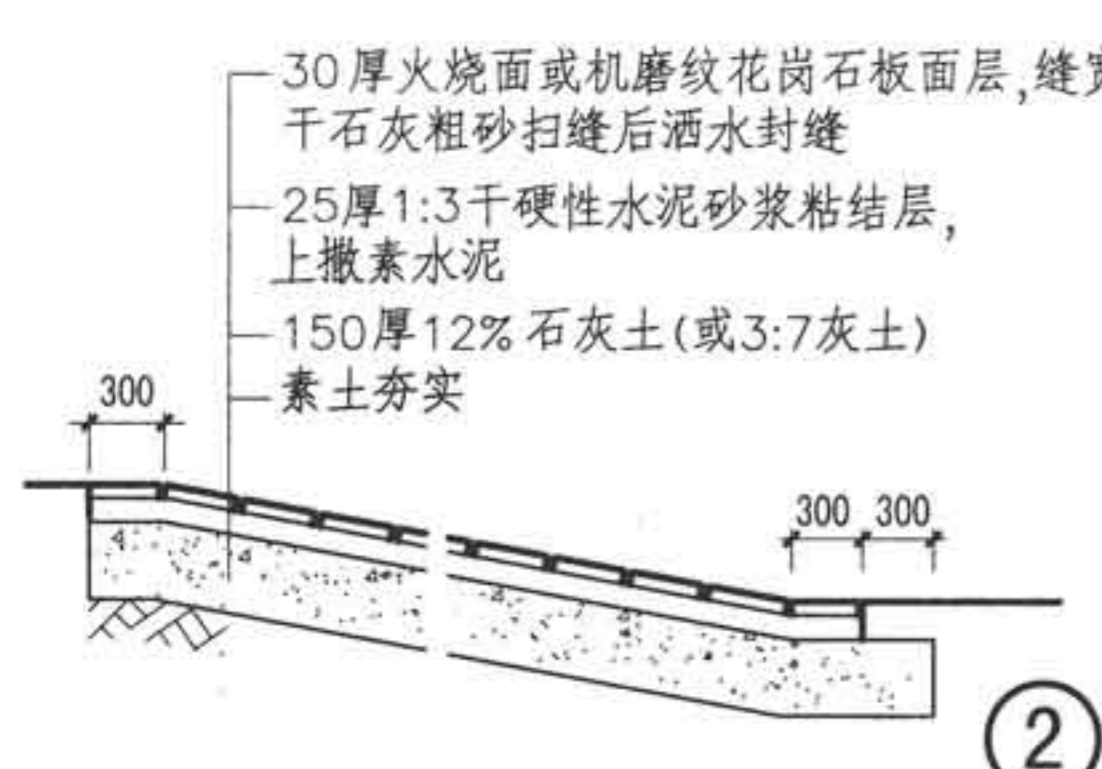 30厚火烧面或机磨纹花岗石板面层,缝宽
干石灰粗砂扫缝后洒水封缝
25厚1:3干硬性水泥砂浆粘结层,
上撒素水泥
150厚12%石灰土(或3:7灰土)
素土夯实
300
300 300
2